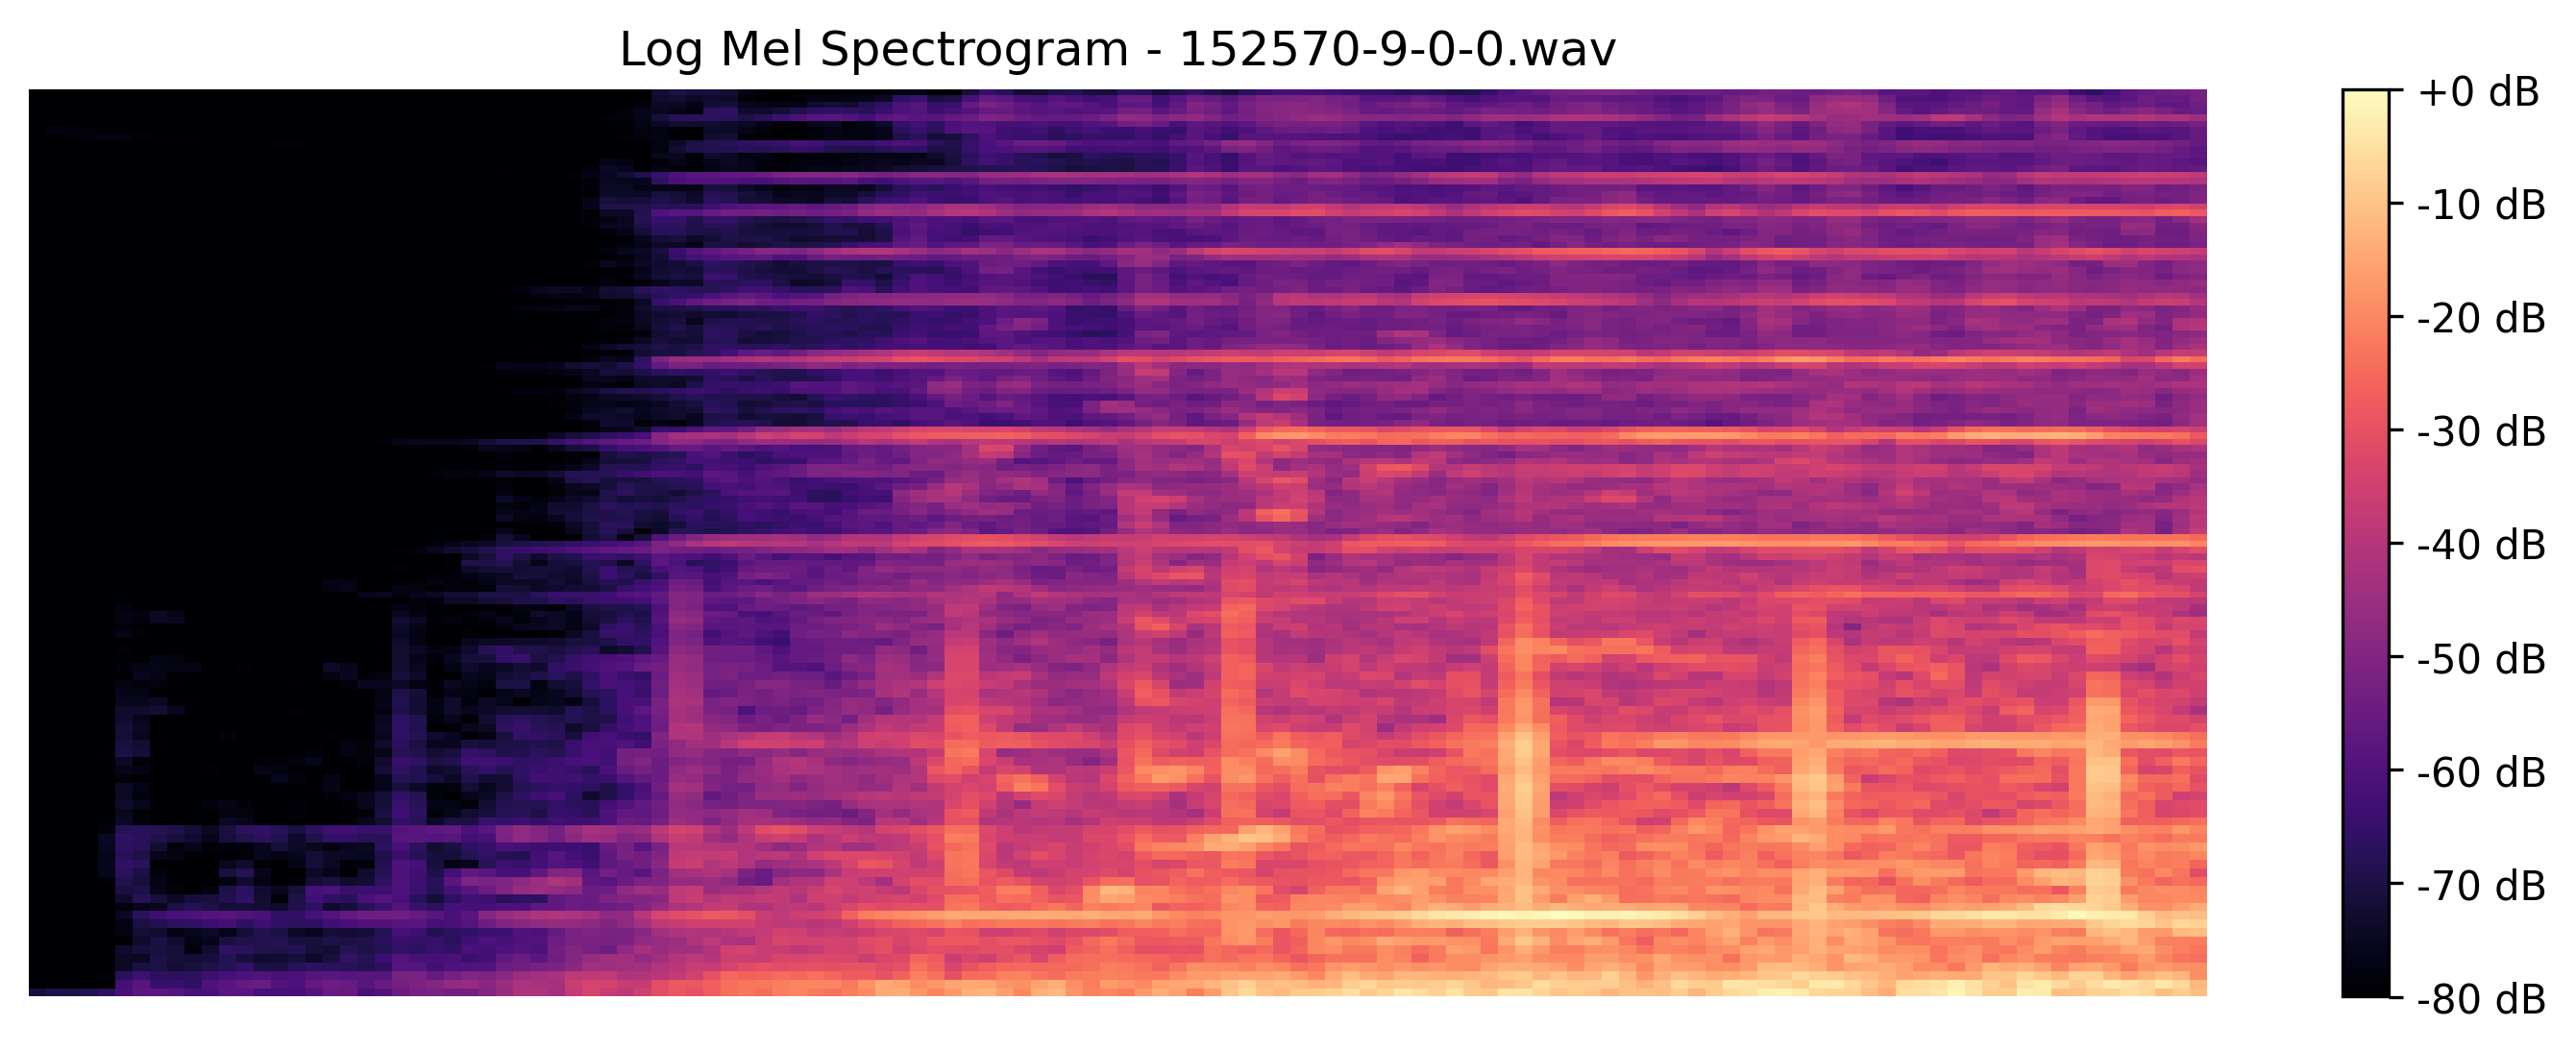 Log Mel Spectrogram - 152570-9-0-0.wav
+0 dB
-10 dB
-20 dB
-30 dB
-40 dB
-50 dB
-60 dB
-70 dB
-80 dB